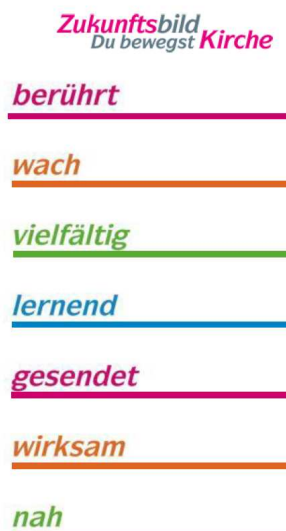 Zukunftsbild
Du bewegst Kirche
berührt
wach
vielfältig
lernend
gesendet
wirksam
nah